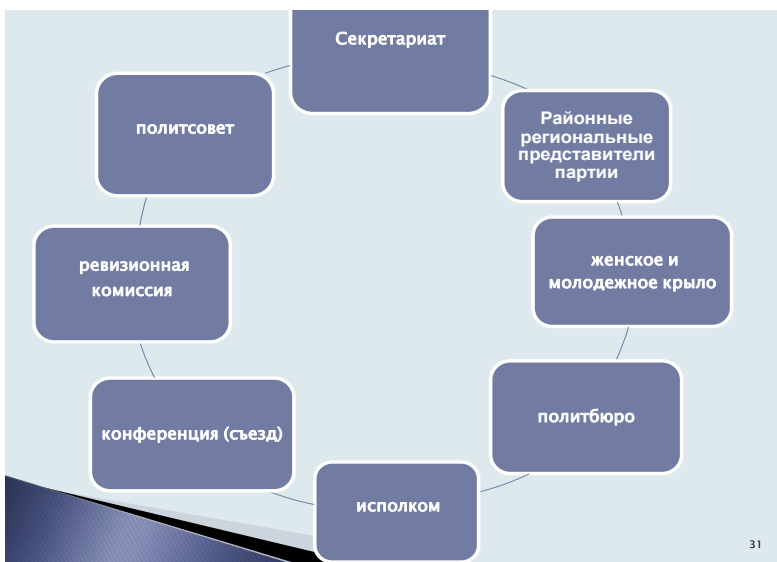 Секретариат
Районные
региональные
представители
партии
женское и
молодежное крыло
политбюро
исполком
конференция (съезд)
ревизионная
комиссия
политсовет
31